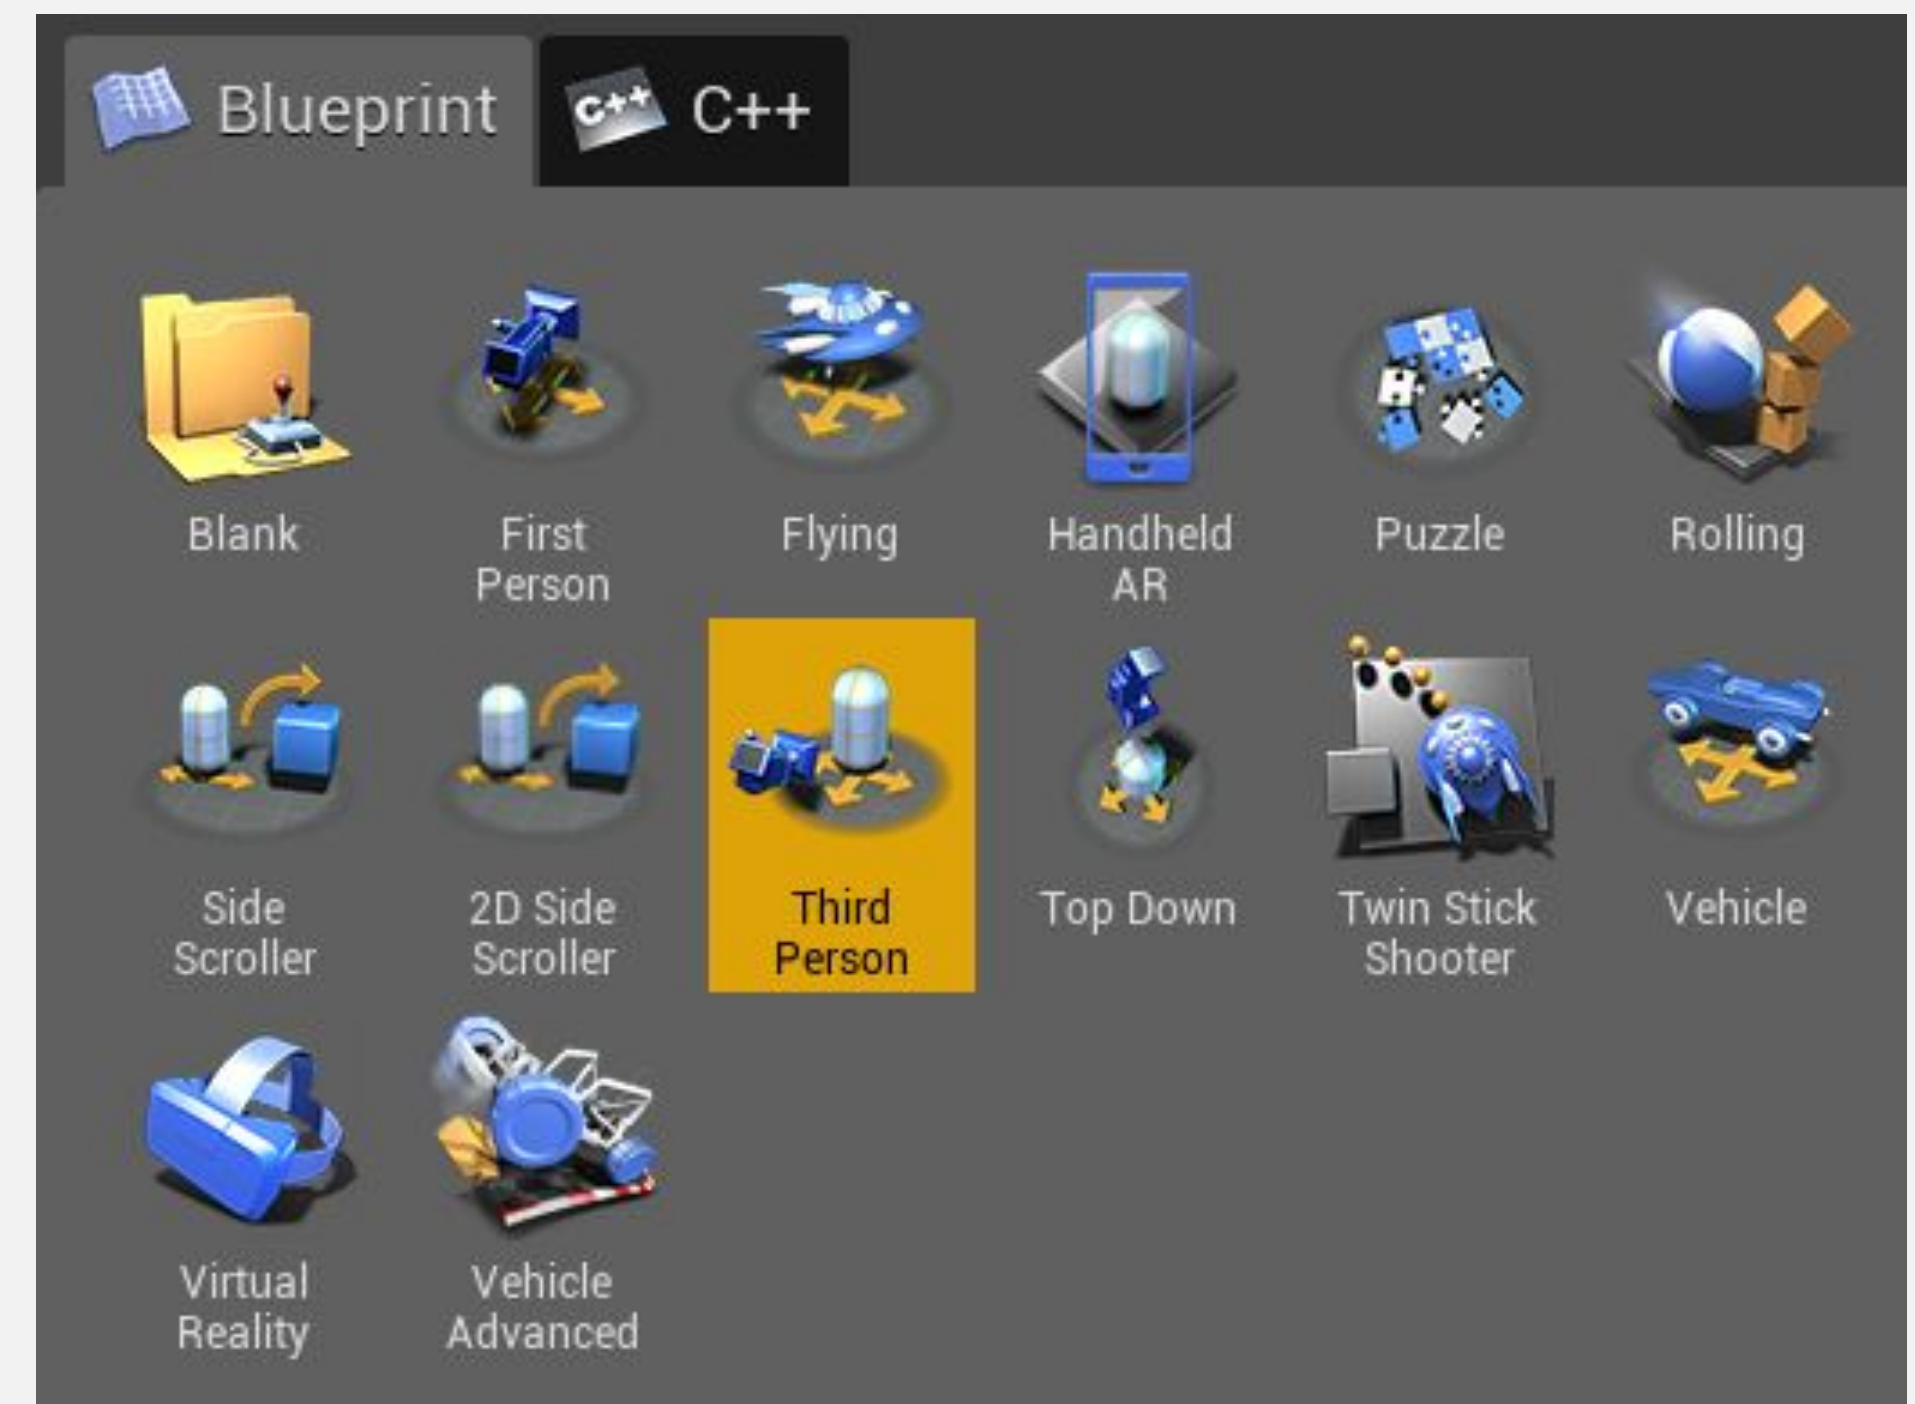 Blueprint
C++
C++
Blank
First
Person
Flying
Handheld
AR
Puzzle
Rolling
Side
Scroller
2D Side
Scroller
Third
Person
Top Down
Twin Stick
Shooter
Vehicle
Virtual
Reality
Vehicle
Advanced